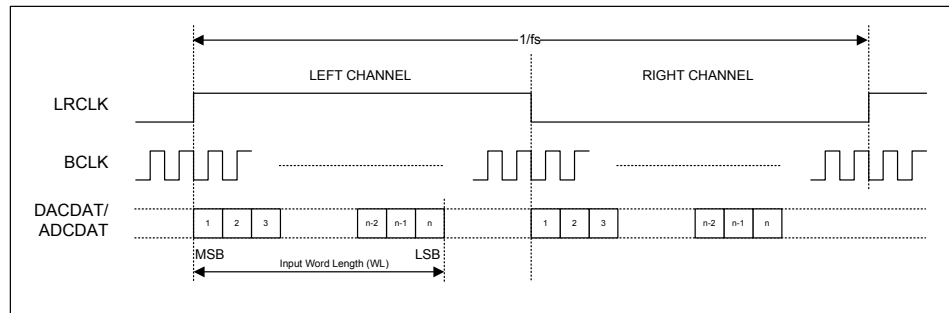 1/fs
LEFT CHANNEL
RIGHT CHANNEL
LRCLK
BCLK
DACDAT/
ADCDAT
1 2 3 n-2 n-1 n 1 2 3 n-2 n-1 n
MSB LSB
Input Word Length (WL)